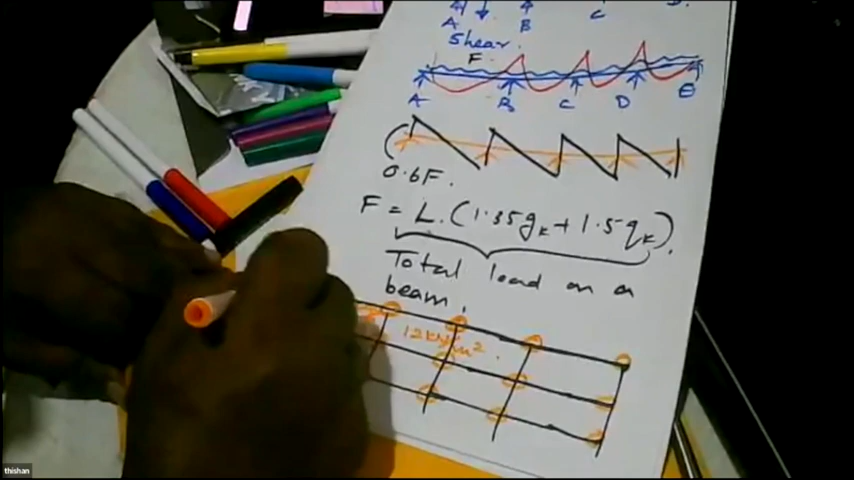 A B C D.
Shear.
F
A B C D E
0.6F.
F = L.(1.35gk + 1.5qk).
Total load on a
beam.
12kN/m².
thishan